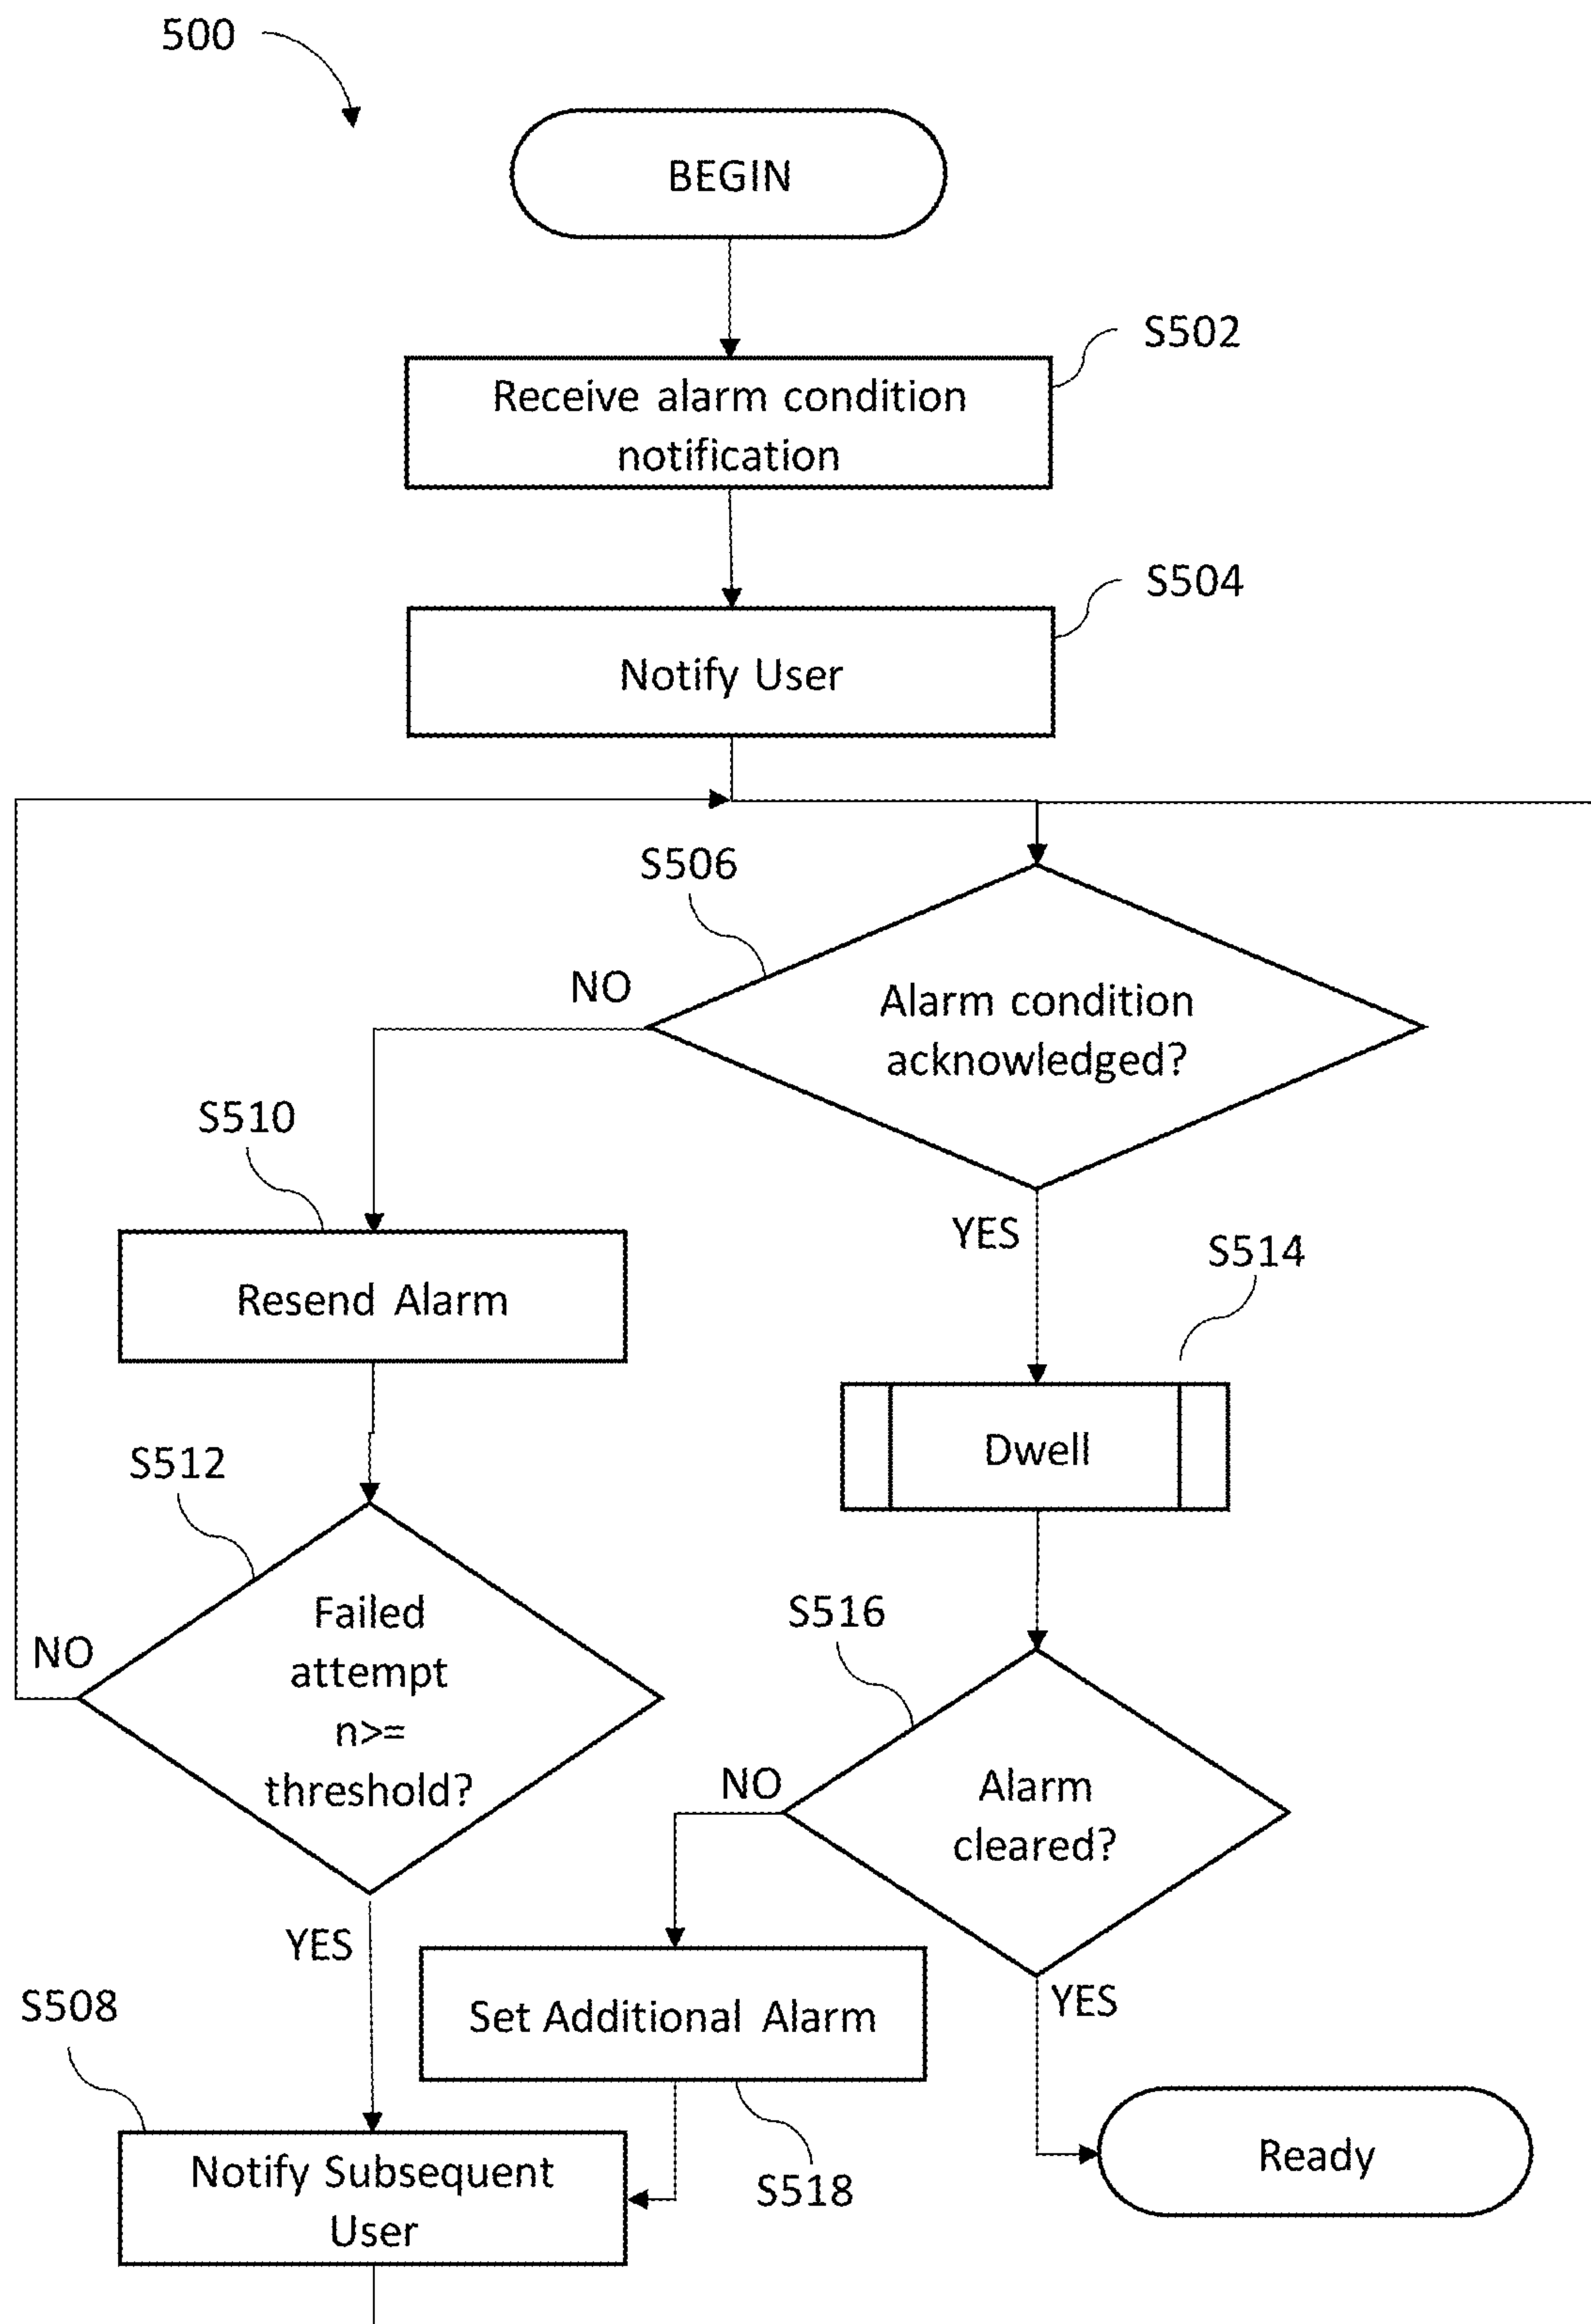 500
BEGIN
S502
Receive alarm condition
notification
S504
Notify User
S506
NO
Alarm condition
acknowledged?
S510
YES
S514
Resend Alarm
Dwell
S512
S516
Failed
attempt
n>=
threshold?
NO
NO
Alarm
cleared?
YES
S508
Set Additional Alarm
YES
Notify Subsequent
User
S518
Ready